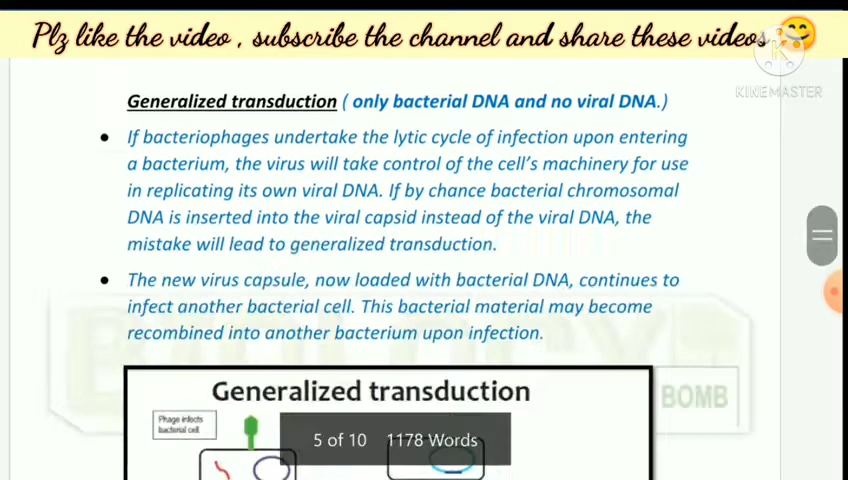 Plz like the video , subscribe the channel and share these videos
KINEMASTER
Generalized transduction ( only bacterial DNA and no viral DNA.)
• If bacteriophages undertake the lytic cycle of infection upon entering
a bacterium, the virus will take control of the cell's machinery for use
in replicating its own viral DNA. If by chance bacterial chromosomal
DNA is inserted into the viral capsid instead of the viral DNA, the
mistake will lead to generalized transduction.
• The new virus capsule, now loaded with bacterial DNA, continues to
infect another bacterial cell. This bacterial material may become
recombined into another bacterium upon infection.
BIOLOGY
BOMB
Generalized transduction
Phage infects
bacterial cell
5 of 10 1178 Words